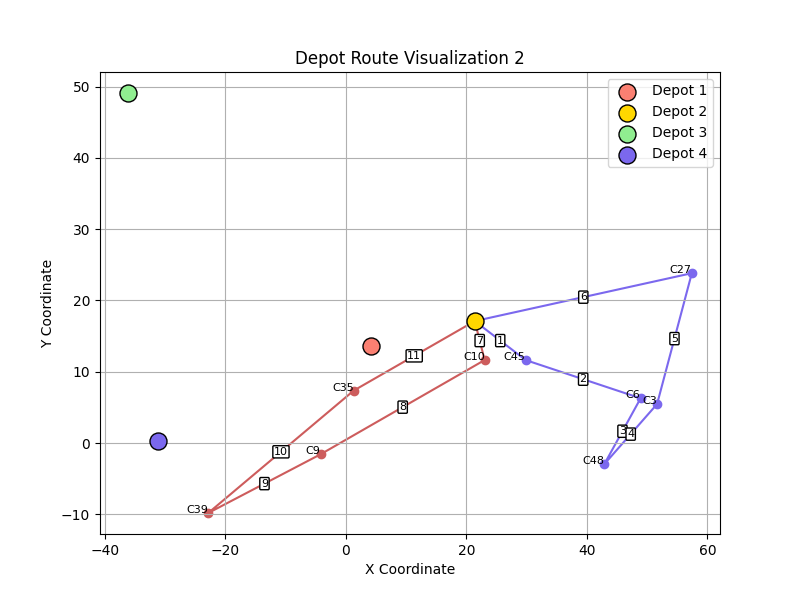 Depot Route Visualization 2
Depot 1
Depot 2
Depot 3
Depot 4
50
40
30
20
10
0
−10
Y Coordinate
C27
6
7
1
5
11
C10
C45
2
C35
C6
C3
8
3
4
10
C9
C48
9
C39
−40
−20
0
20
40
60
X Coordinate